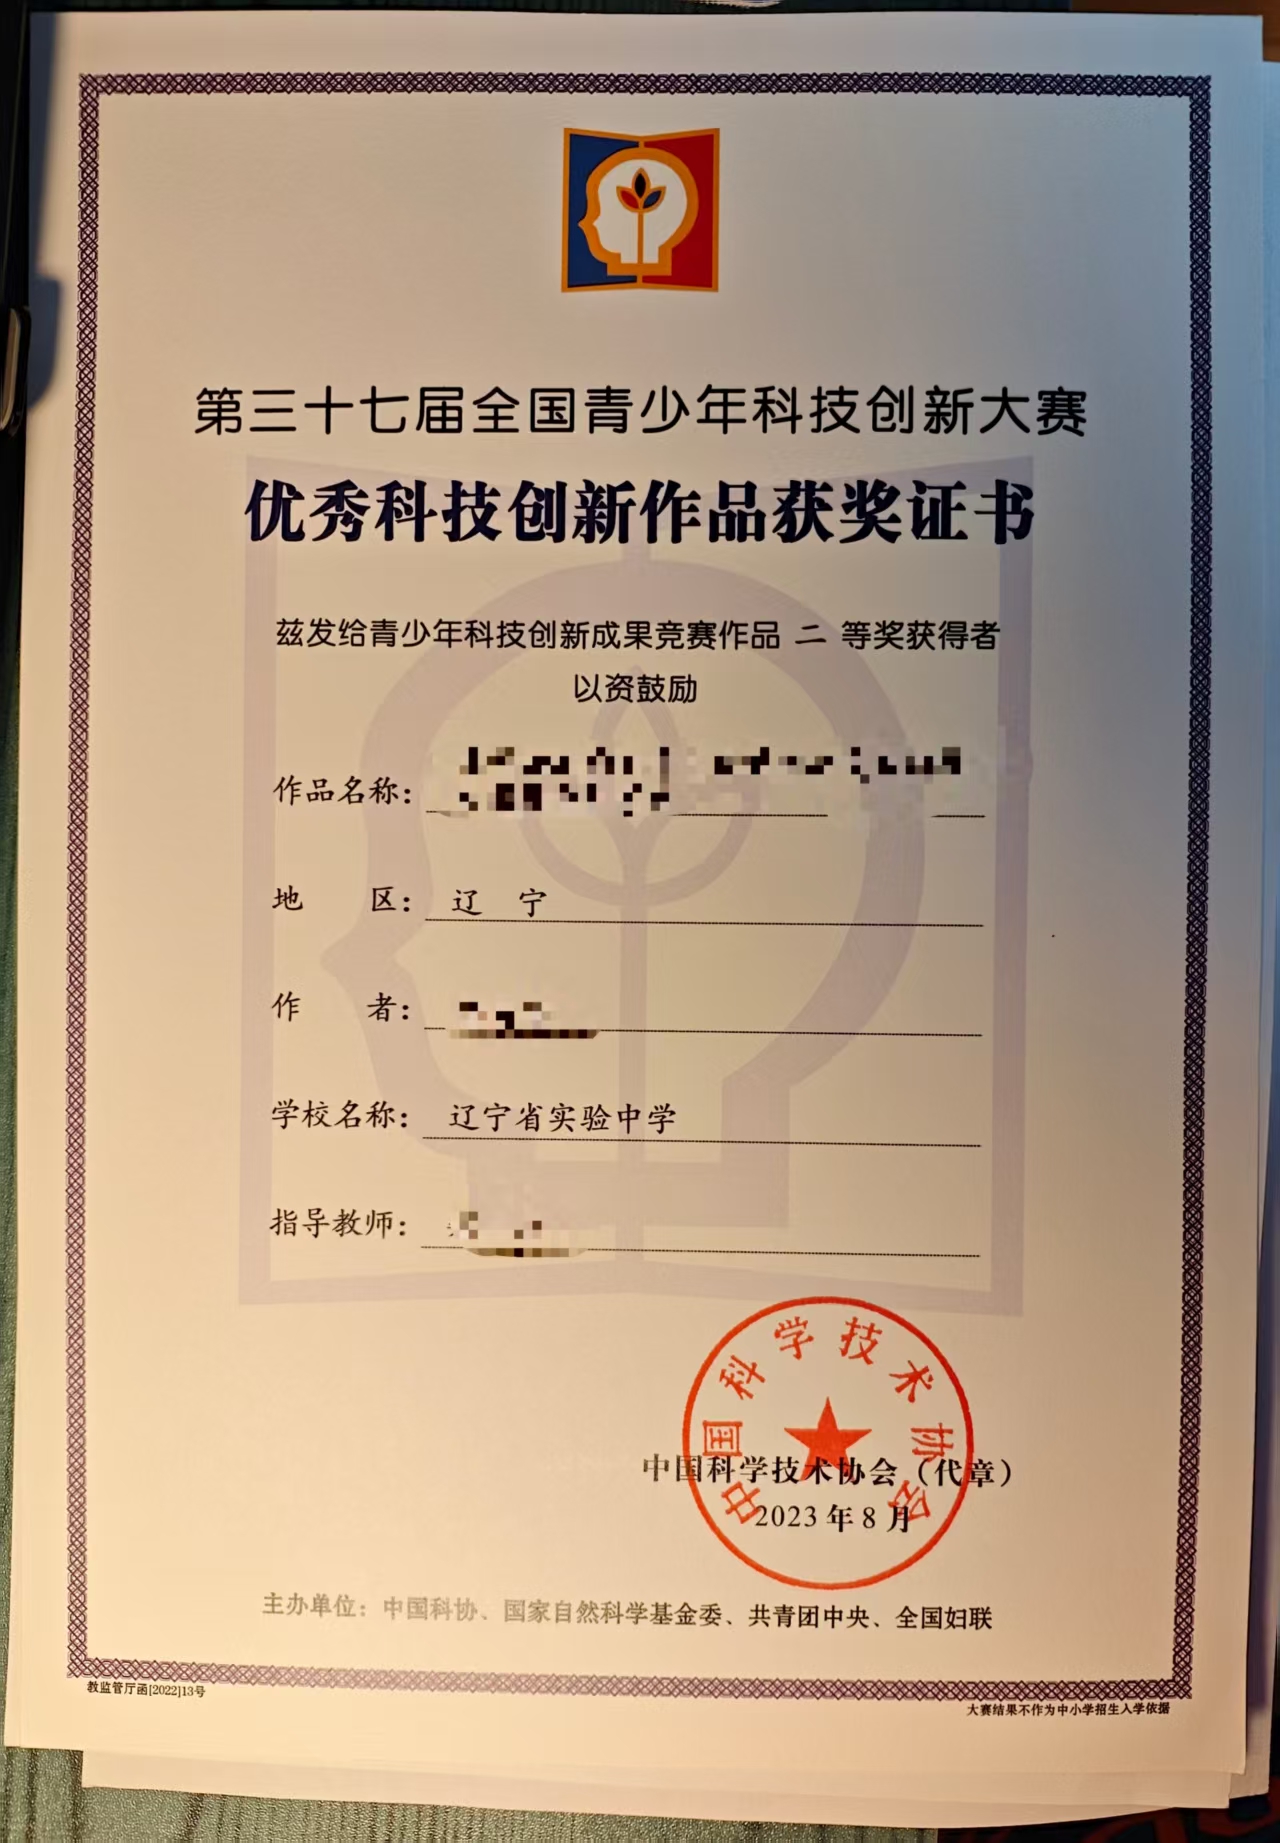 第三十七届全国青少年科技创新大赛
优秀科技创新作品获奖证书
兹发给青少年科技创新成果竞赛作品 二 等奖获得者
以资鼓励
作品名称：
地 区： 辽 宁
作 者：
学校名称： 辽宁省实验中学
指导教师：
中国科学技术协会
中国科学技术协会（代章）
2023年8月
主办单位：中国科协、国家自然科学基金委、共青团中央、全国妇联
教监管厅函[2022]13号
大赛结果不作为中小学招生入学依据